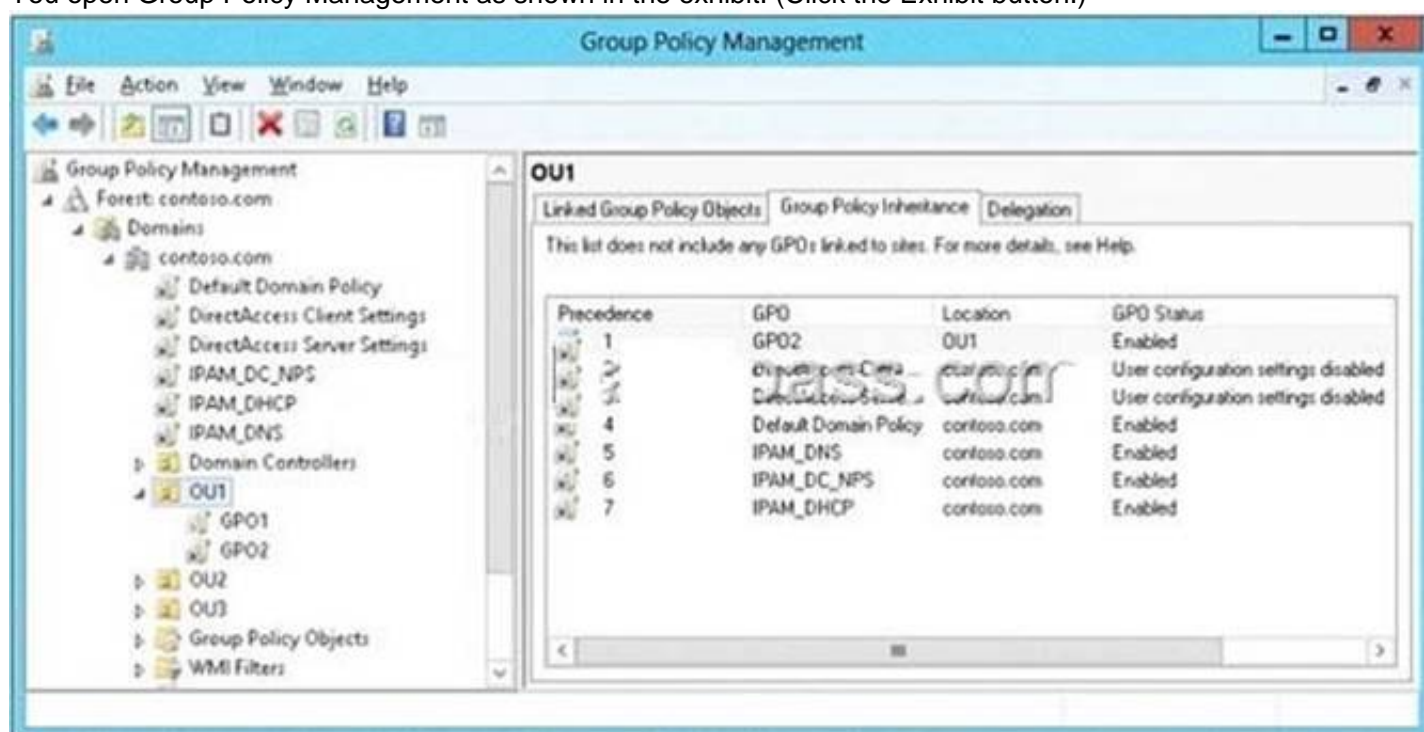 You open Group Policy Management as shown in the exhibit. (Click the Exhibit button.)
Group Policy Management
File Action View Window Help
Group Policy Management
Forest: contoso.com
Domains
contoso.com
Default Domain Policy
DirectAccess Client Settings
DirectAccess Server Settings
IPAM_DC_NPS
IPAM_DHCP
IPAM_DNS
Domain Controllers
OU1
GPO1
GPO2
OU2
OU3
Group Policy Objects
WMI Filters
OU1
Linked Group Policy Objects Group Policy Inheritance Delegation
This list does not include any GPOs linked to sites. For more details, see Help.
Precedence GPO Location GPO Status
1 GPO2 OU1 Enabled
User configuration settings disabled
User configuration settings disabled
4 Default Domain Policy contoso.com Enabled
5 IPAM_DNS contoso.com Enabled
6 IPAM_DC_NPS contoso.com Enabled
7 IPAM_DHCP contoso.com Enabled
pass.com